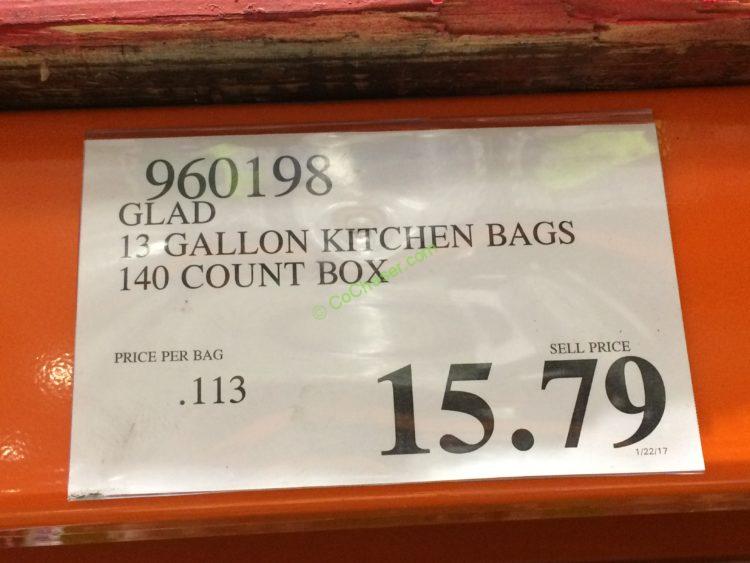 960198
GLAD
13 GALLON KITCHEN BAGS
140 COUNT BOX
© CoChaser.com
PRICE PER BAG
.113
SELL PRICE
15.79
1/22/17